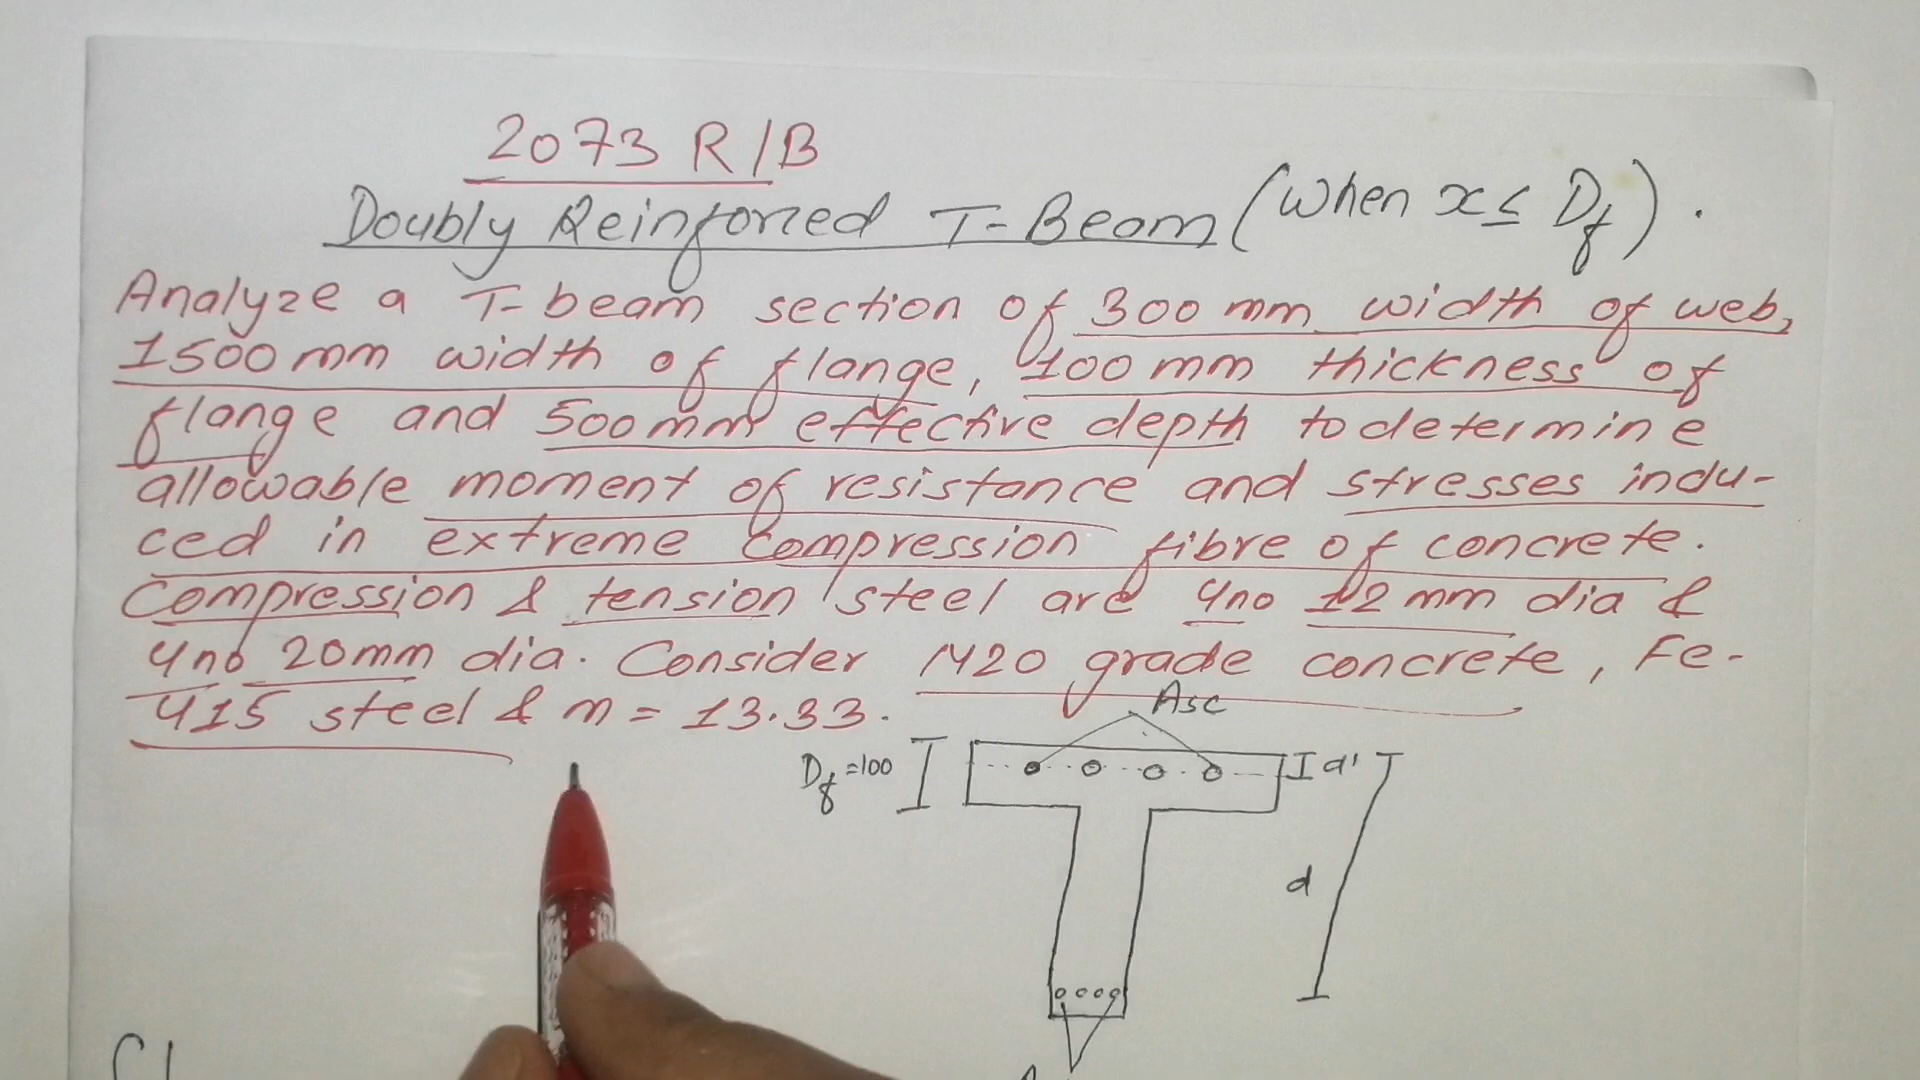 2073 R/B
Doubly Reinforced T-Beam (When x ≤ Df).
Analyze a T-beam section of 300 mm width of web,
1500 mm width of flange, 100 mm thickness of
flange and 500 mm effective depth to determine
allowable moment of resistance and stresses indu-
ced in extreme compression fibre of concrete.
Compression & tension steel are 4no 12 mm dia &
4no 20mm dia. Consider M20 grade concrete, Fe-
415 steel & m = 13.33.
Asc
Df =100
d'
d